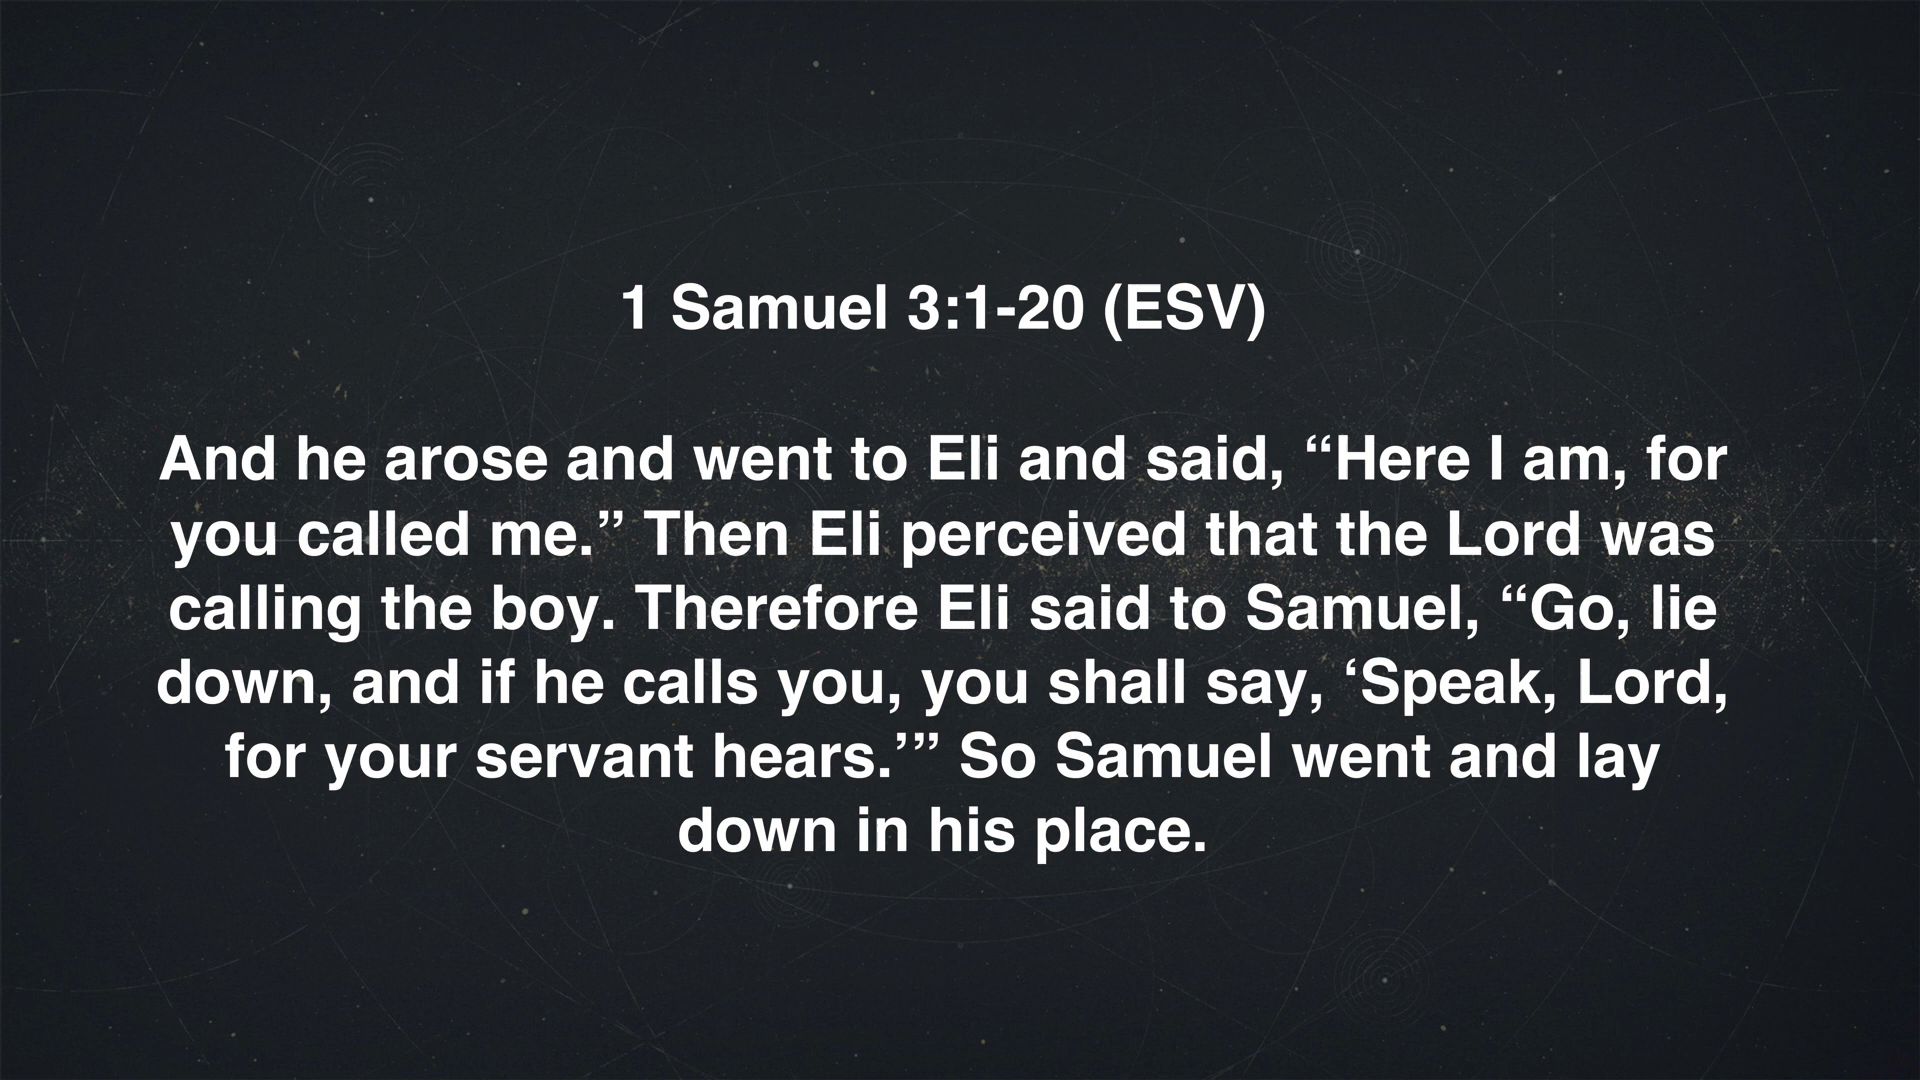 1 Samuel 3:1-20 (ESV)
And he arose and went to Eli and said, “Here I am, for
you called me.” Then Eli perceived that the Lord was
calling the boy. Therefore Eli said to Samuel, “Go, lie
down, and if he calls you, you shall say, ‘Speak, Lord,
for your servant hears.’” So Samuel went and lay
down in his place.